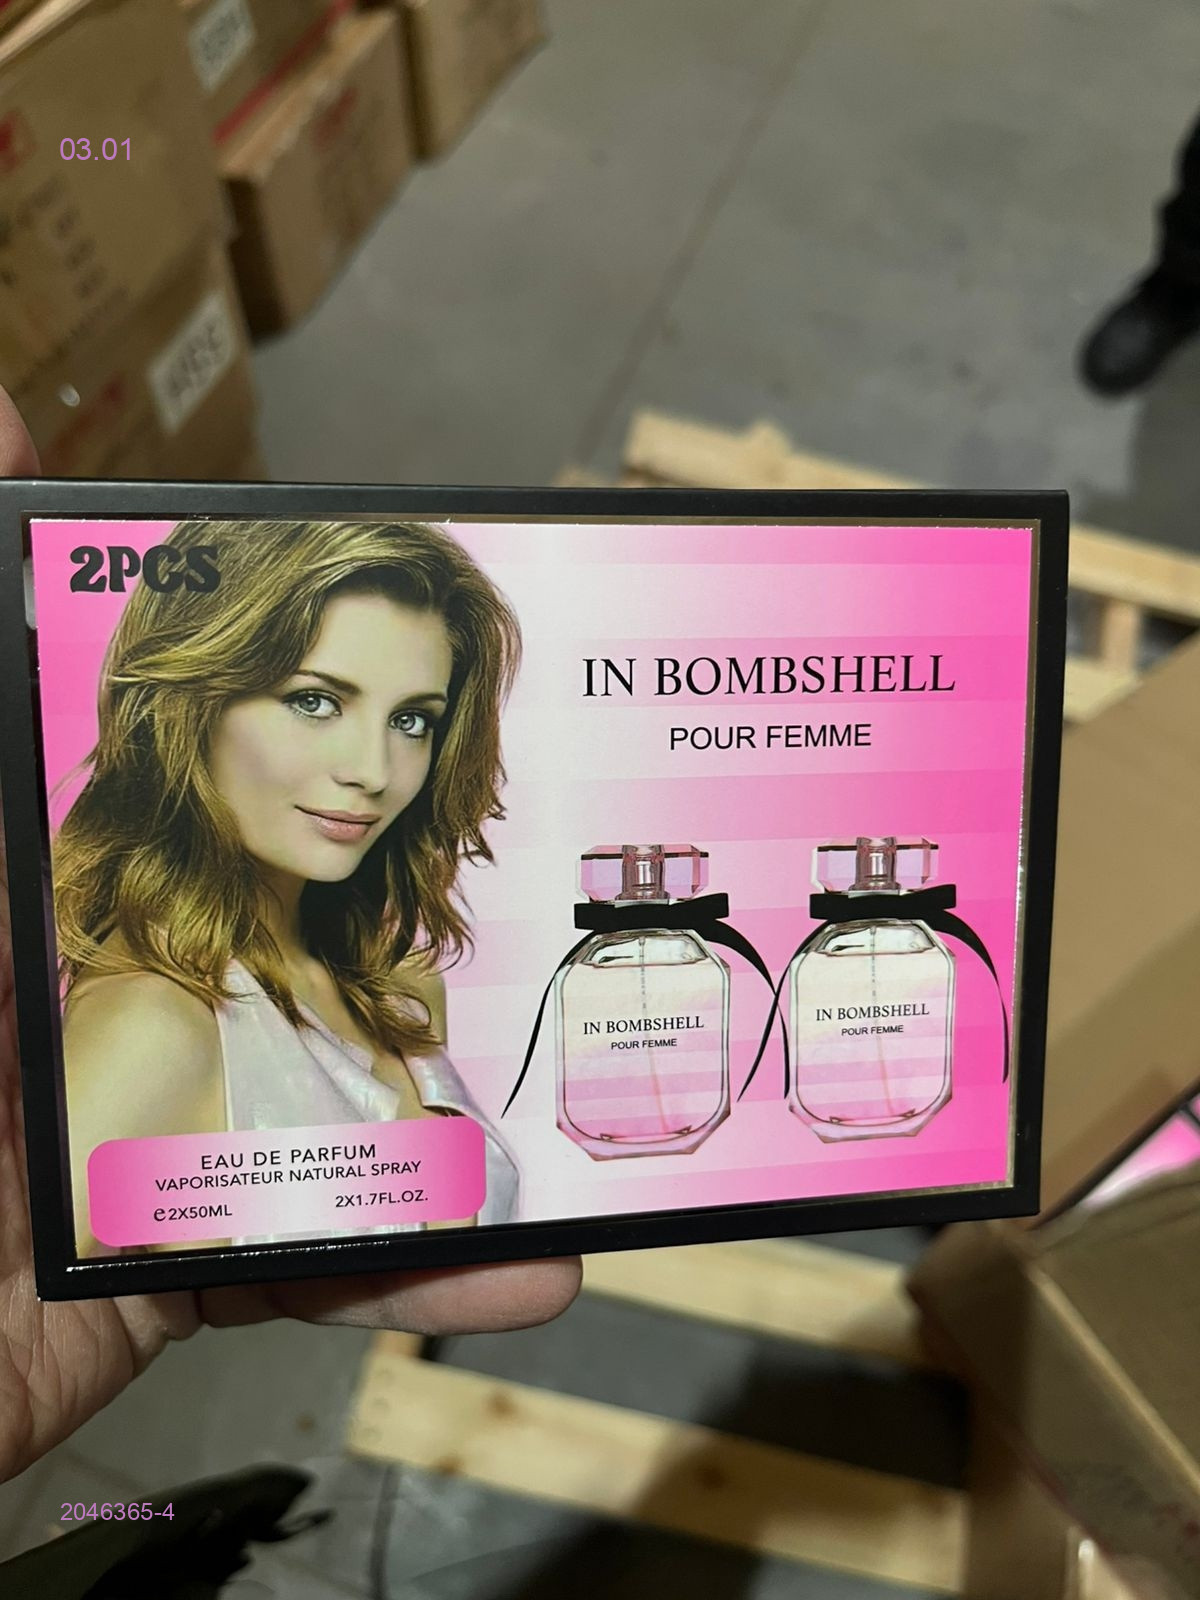 03.01
2PCS
IN BOMBSHELL
POUR FEMME
IN BOMBSHELL
POUR FEMME
IN BOMBSHELL
POUR FEMME
EAU DE PARFUM
VAPORISATEUR NATURAL SPRAY
e2X50ML 2X1.7FL.OZ.
2046365-4